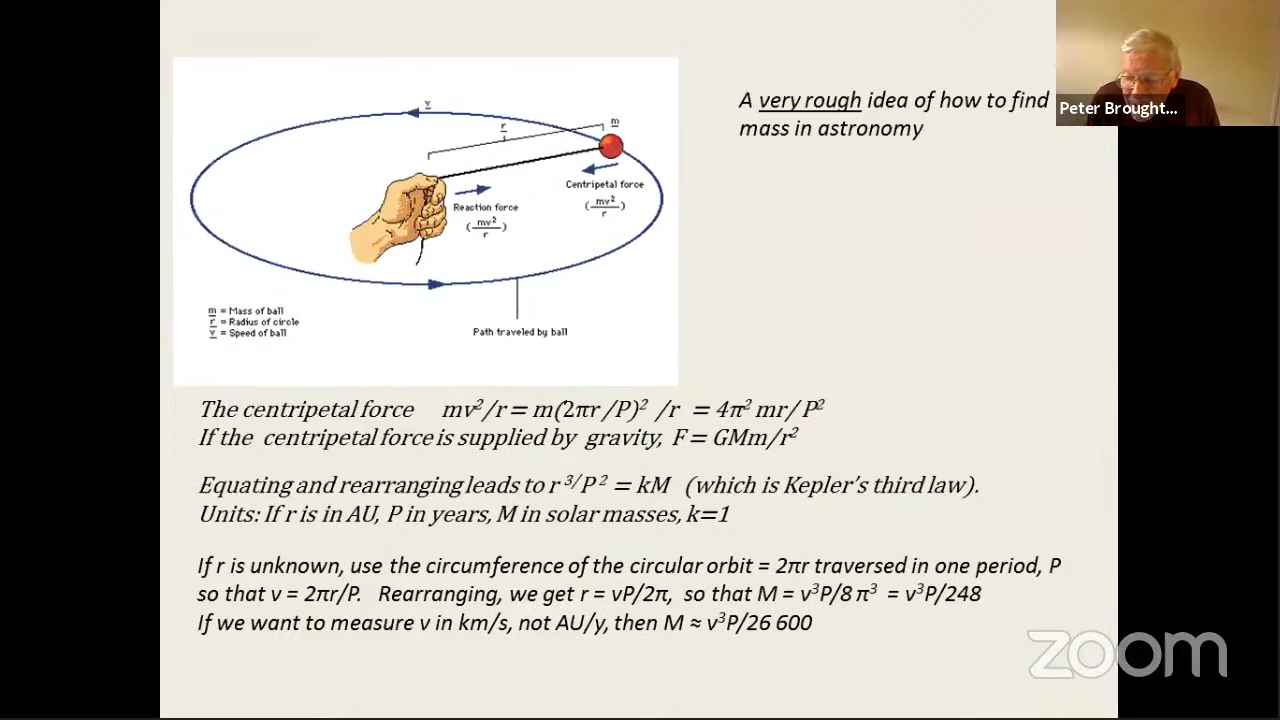 A very rough idea of how to find
mass in astronomy
Peter Brought...
v
r
m
Centripetal force
(mv²/r)
Reaction force
(mv²/r)
m = Mass of ball
r = Radius of circle
v = Speed of ball
Path traveled by ball
The centripetal force mv²/r = m(2πr/P)² /r = 4π² mr/P²
If the centripetal force is supplied by gravity, F = GMm/r²
Equating and rearranging leads to r ³/P ² = kM (which is Kepler’s third law).
Units: If r is in AU, P in years, M in solar masses, k=1
If r is unknown, use the circumference of the circular orbit = 2πr traversed in one period, P
so that v = 2πr/P. Rearranging, we get r = vP/2π, so that M = v³P/8 π³ = v³P/248
If we want to measure v in km/s, not AU/y, then M ≈ v³P/26 600
zoom